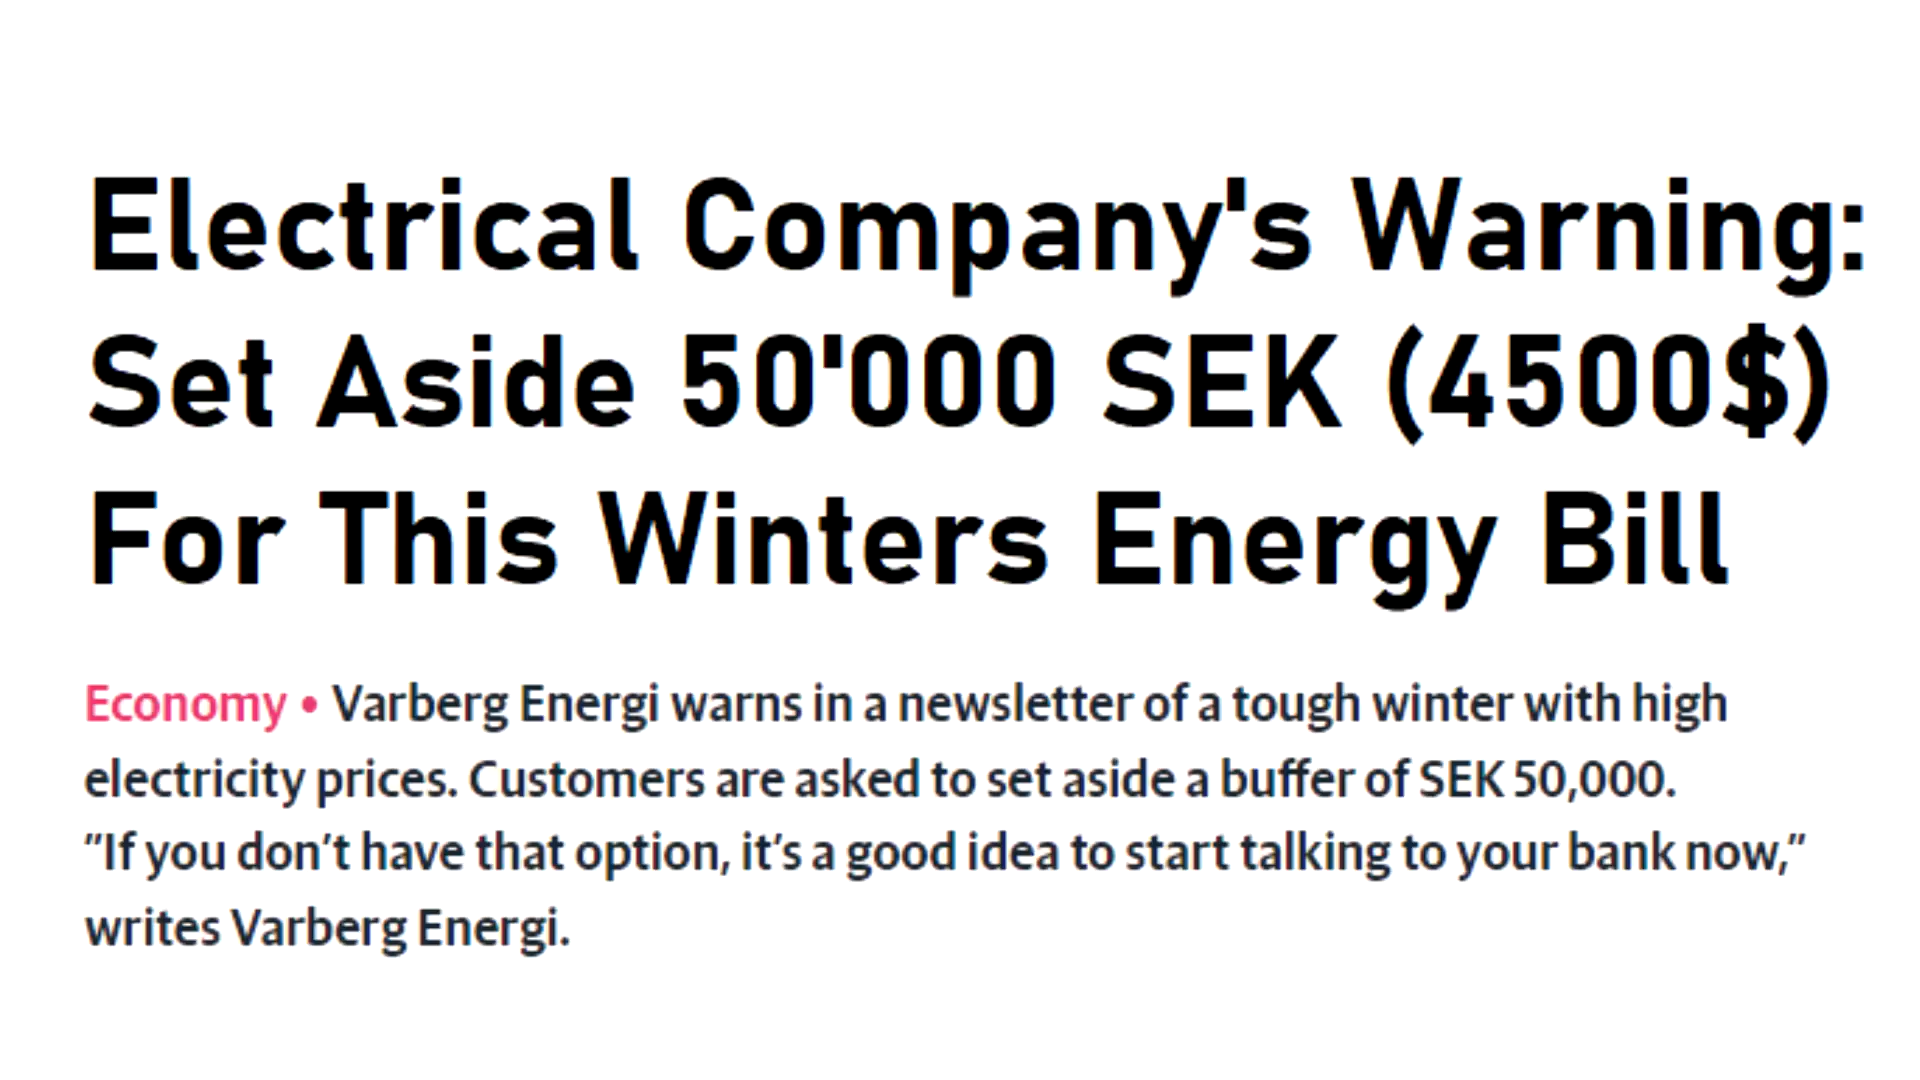 Electrical Company's Warning:
Set Aside 50'000 SEK (4500$)
For This Winters Energy Bill
Economy • Varberg Energi warns in a newsletter of a tough winter with high
electricity prices. Customers are asked to set aside a buffer of SEK 50,000.
”If you don’t have that option, it’s a good idea to start talking to your bank now,”
writes Varberg Energi.